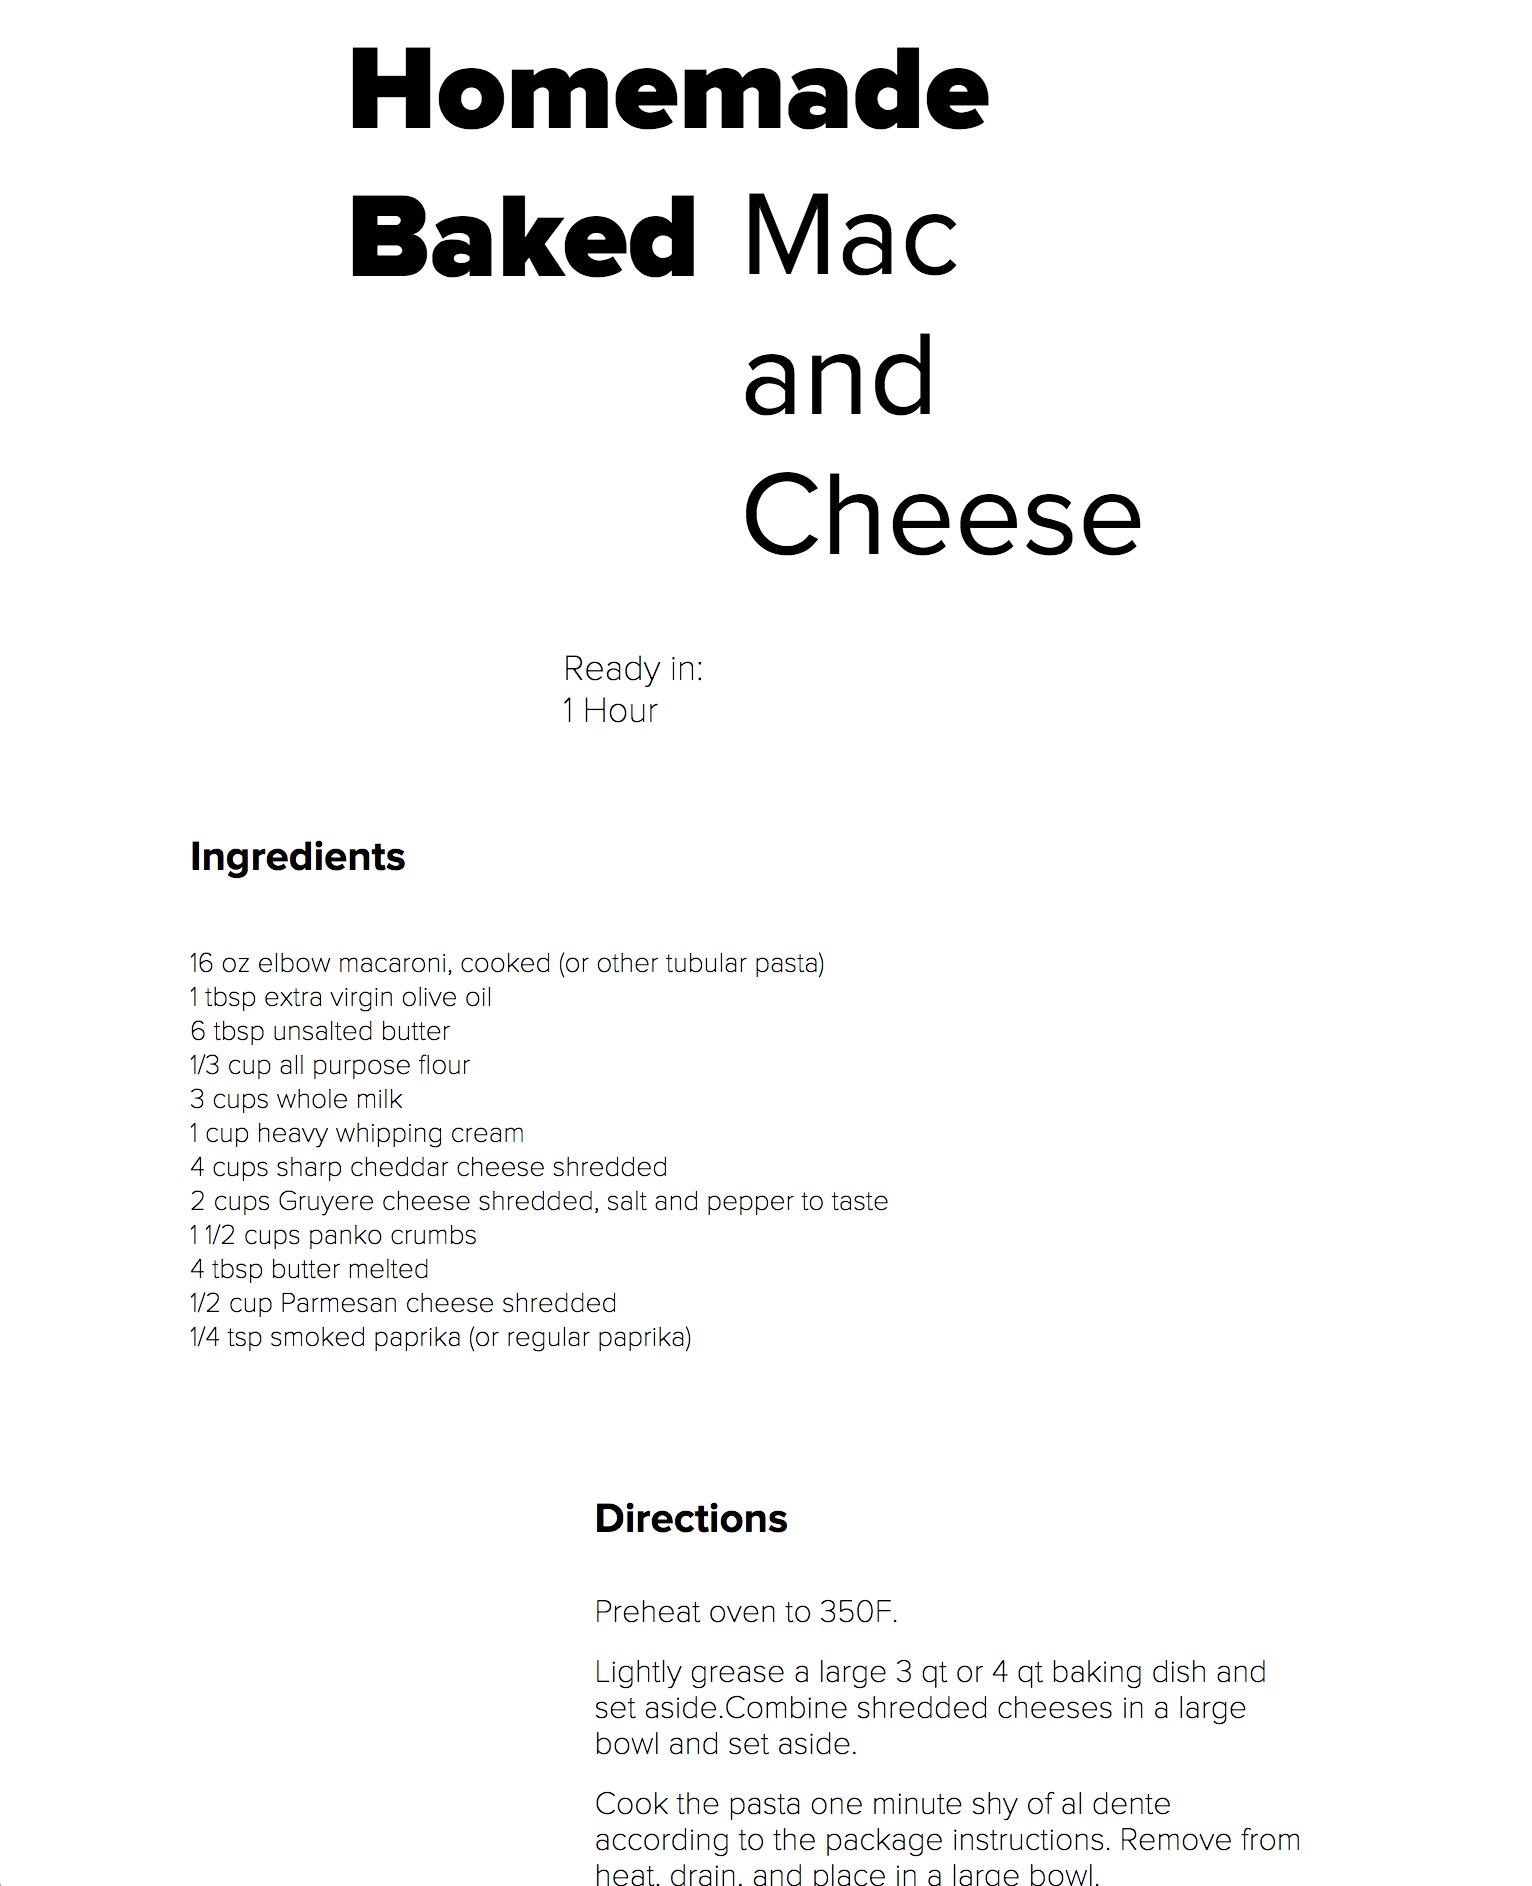 Homemade
Baked Mac
and
Cheese
Ready in:
1 Hour
Ingredients
16 oz elbow macaroni, cooked (or other tubular pasta)
1 tbsp extra virgin olive oil
6 tbsp unsalted butter
1/3 cup all purpose flour
3 cups whole milk
1 cup heavy whipping cream
4 cups sharp cheddar cheese shredded
2 cups Gruyere cheese shredded, salt and pepper to taste
1 1/2 cups panko crumbs
4 tbsp butter melted
1/2 cup Parmesan cheese shredded
1/4 tsp smoked paprika (or regular paprika)
Directions
Preheat oven to 350F.
Lightly grease a large 3 qt or 4 qt baking dish and
set aside.Combine shredded cheeses in a large
bowl and set aside.
Cook the pasta one minute shy of al dente
according to the package instructions. Remove from
heat, drain, and place in a large bowl.